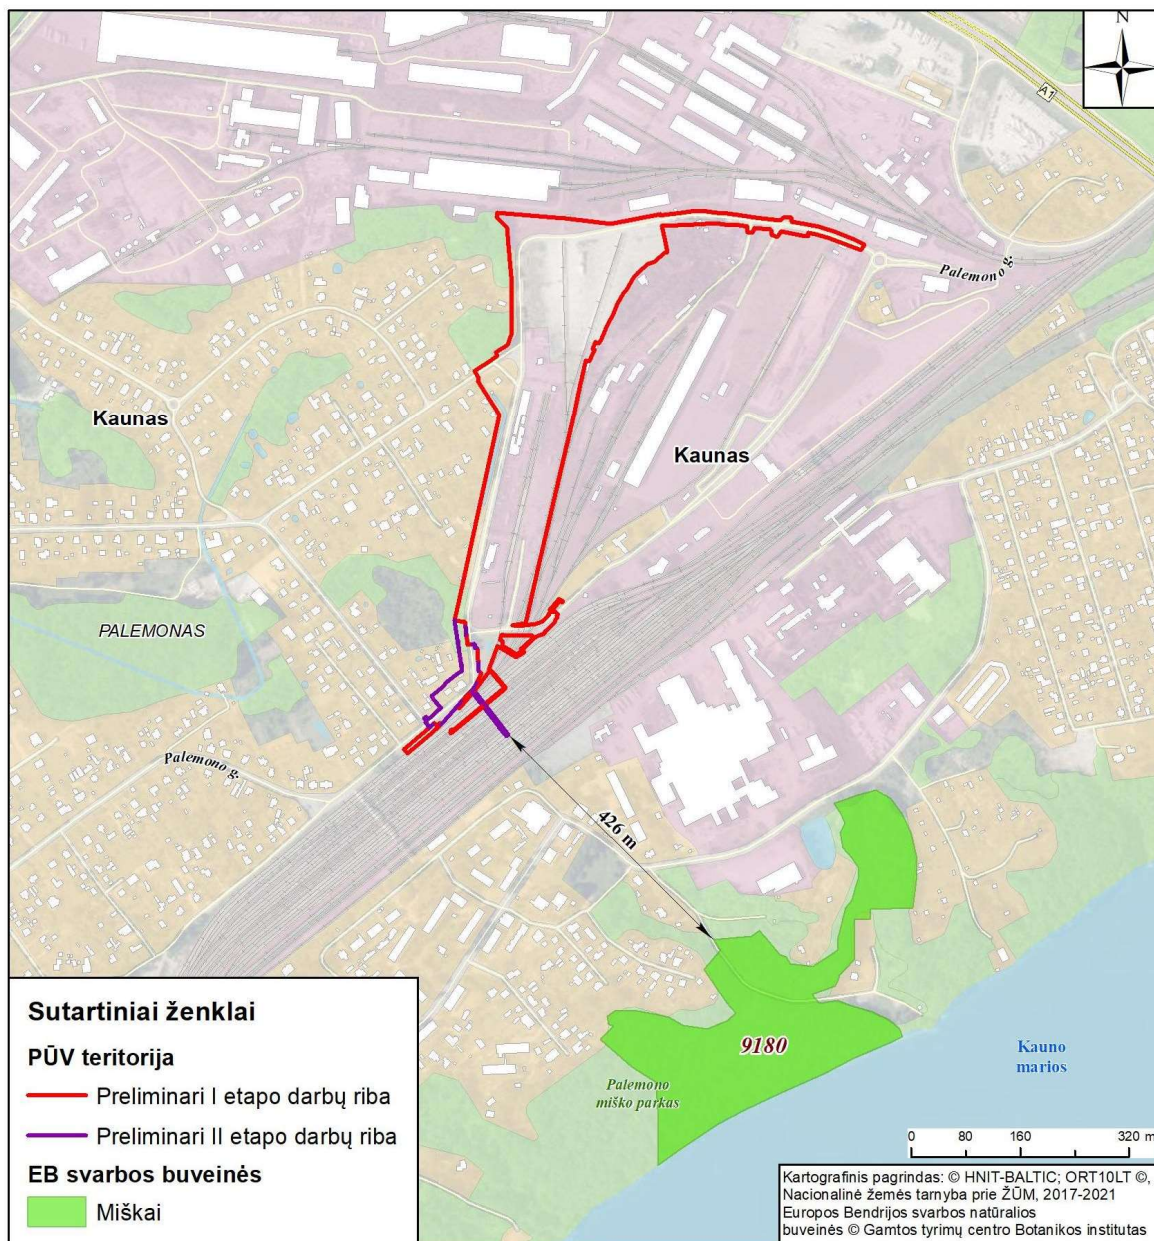 N
A1
Palemono g.
Kaunas
Kaunas
PALEMONAS
Palemono g.
426 m
9180
Kauno
marios
Palemono
miško parkas
Sutartiniai ženklai
PŪV teritorija
Preliminari I etapo darbų riba
Preliminari II etapo darbų riba
EB svarbos buveinės
Miškai
0 80 160 320 m
Kartografinis pagrindas: © HNIT-BALTIC; ORT10LT ©,
Nacionalinė žemės tarnyba prie ŽŪM, 2017-2021
Europos Bendrijos svarbos natūralios
buveinės © Gamtos tyrimų centro Botanikos institutas